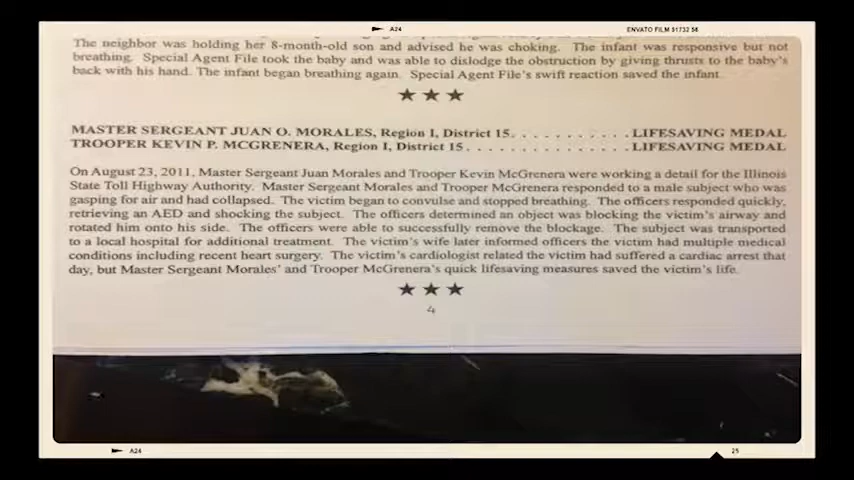 A24
ENVATO FILM 51732 56
The neighbor was holding her 8-month-old son and advised he was choking. The infant was responsive but not
breathing. Special Agent File took the baby and was able to dislodge the obstruction by giving thrusts to the baby's
back with his hand. The infant began breathing again. Special Agent File's swift reaction saved the infant.
★★★
MASTER SERGEANT JUAN O. MORALES, Region I, District 15. . . . . . . . . . . . LIFESAVING MEDAL
TROOPER KEVIN P. MCGRENERA, Region I, District 15. . . . . . . . . . . . . . . . . LIFESAVING MEDAL
On August 23, 2011, Master Sergeant Juan Morales and Trooper Kevin McGrenera were working a detail for the Illinois
State Toll Highway Authority. Master Sergeant Morales and Trooper McGrenera responded to a male subject who was
gasping for air and had collapsed. The victim began to convulse and stopped breathing. The officers responded quickly,
retrieving an AED and shocking the subject. The officers determined an object was blocking the victim's airway and
rotated him onto his side. The officers were able to successfully remove the blockage. The subject was transported
to a local hospital for additional treatment. The victim's wife later informed officers the victim had multiple medical
conditions including recent heart surgery. The victim's cardiologist related the victim had suffered a cardiac arrest that
day, but Master Sergeant Morales' and Trooper McGrenera's quick lifesaving measures saved the victim's life.
★★★
4
A24
25